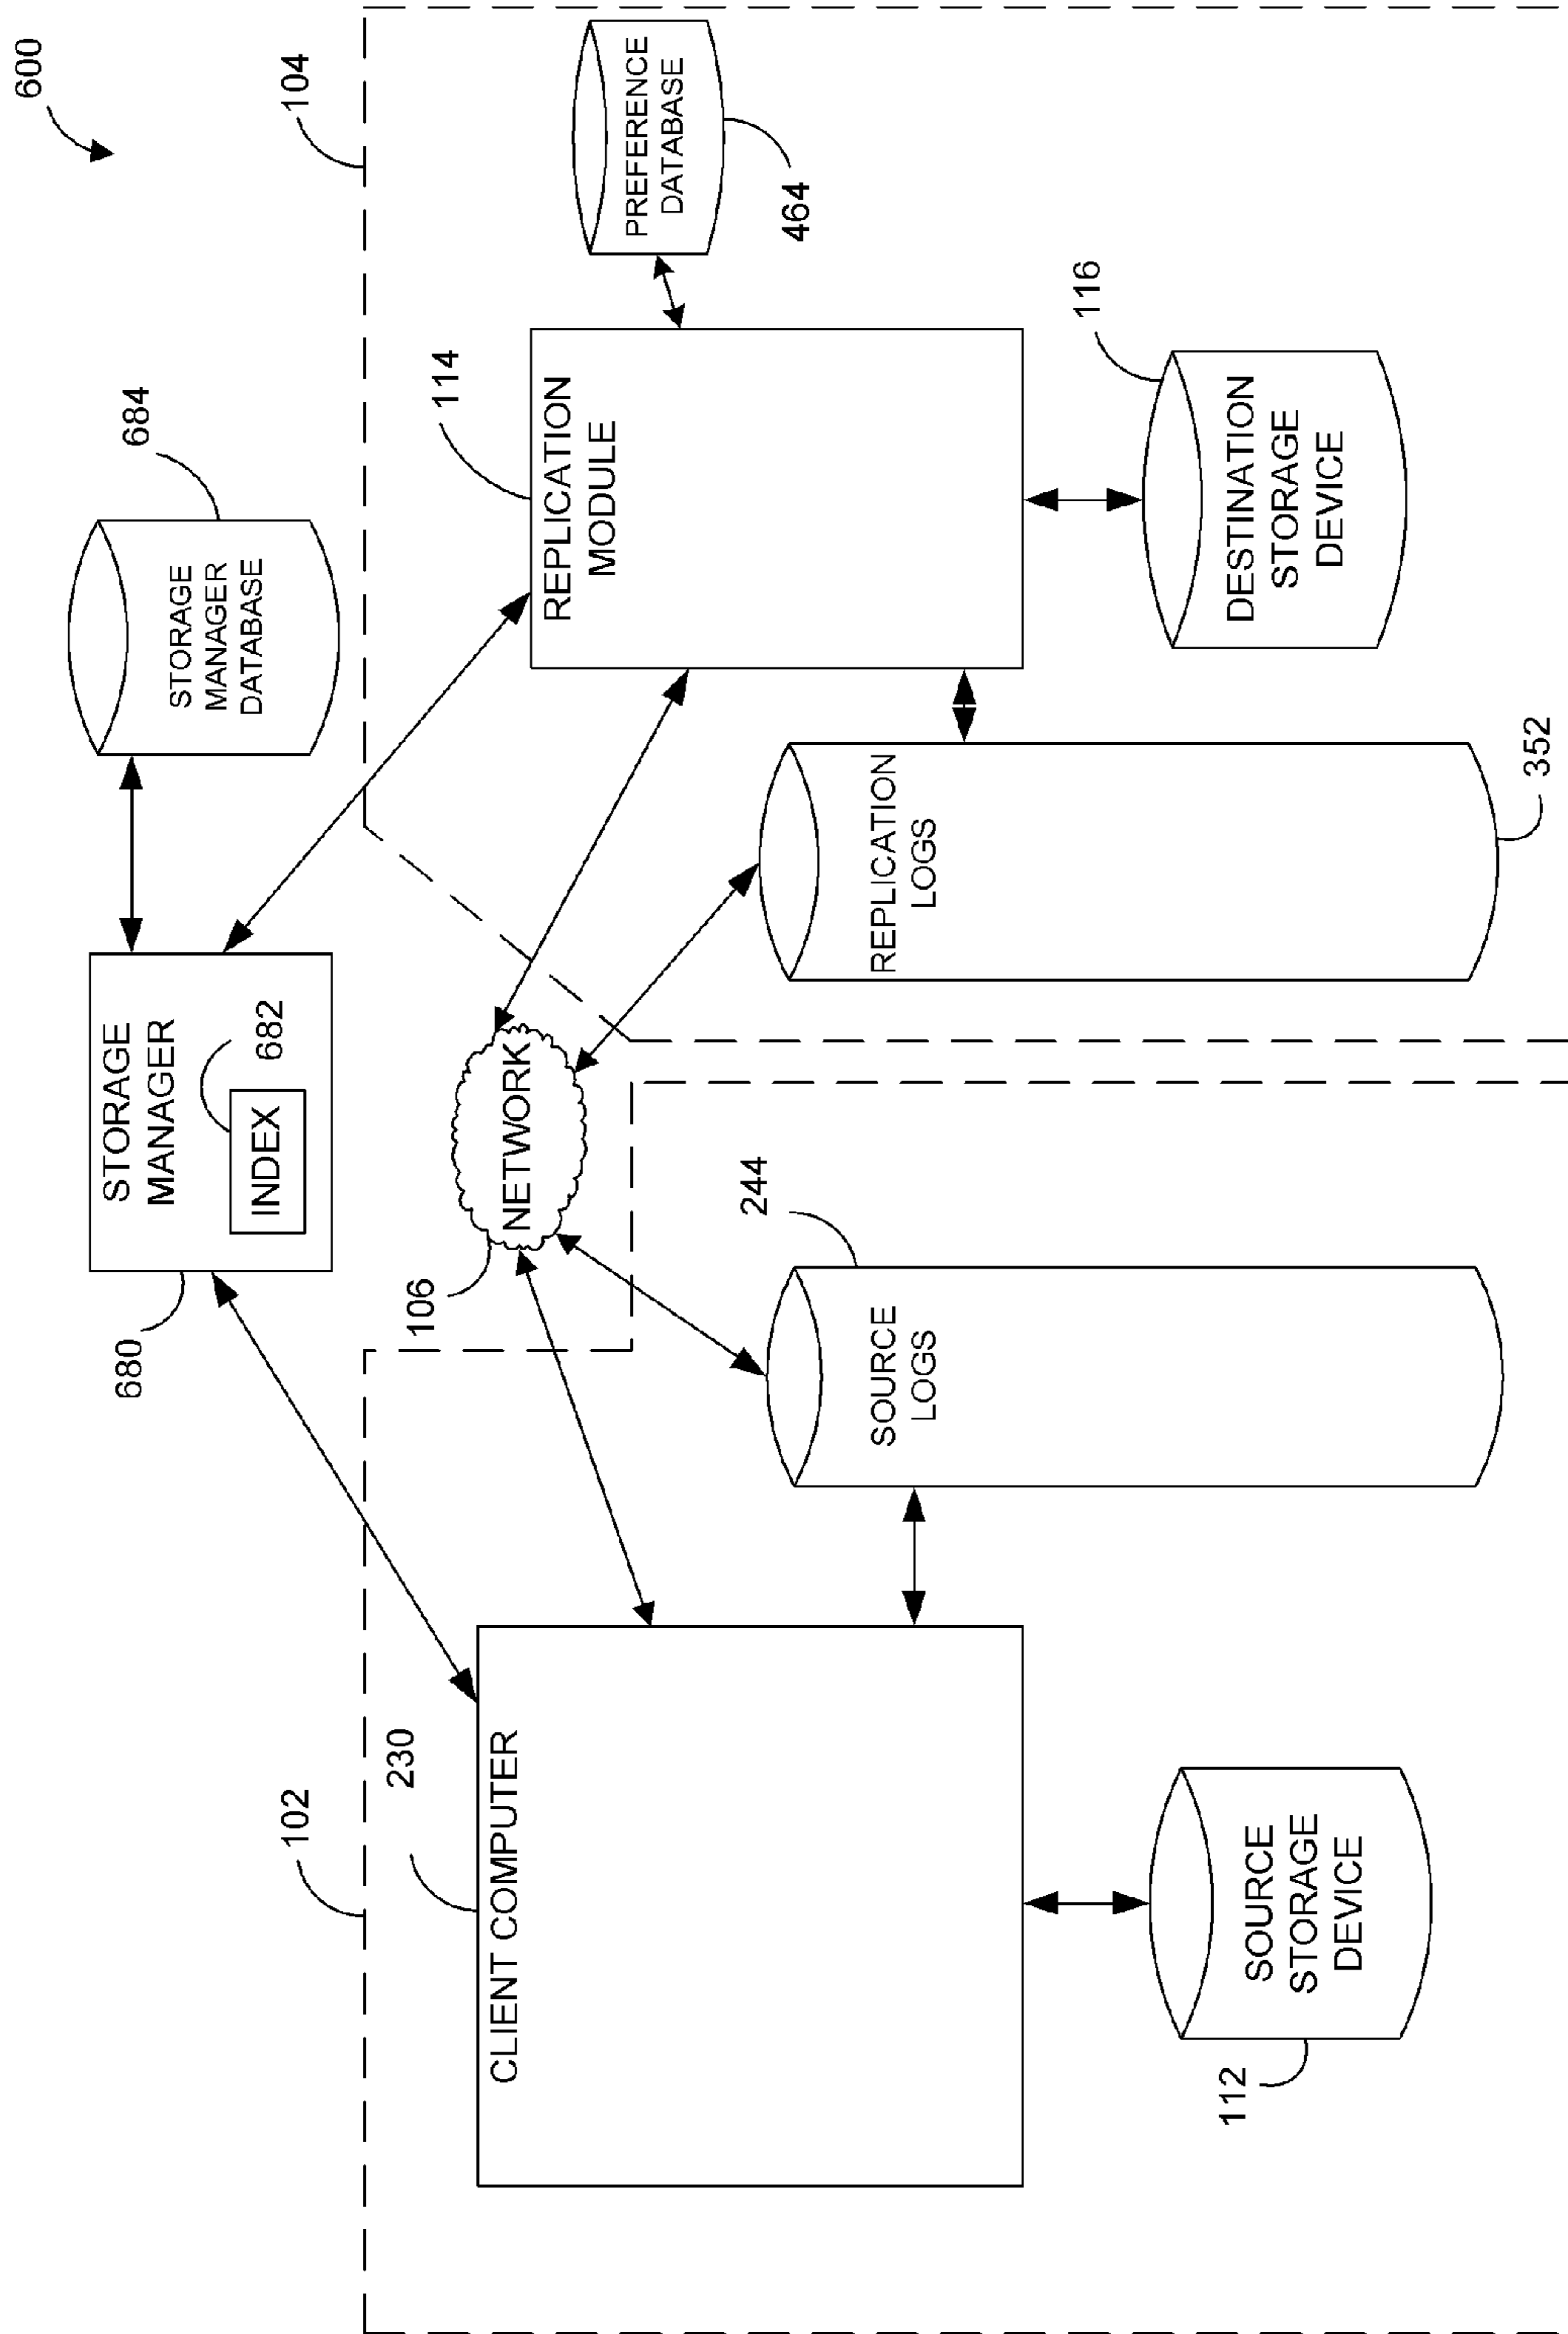 600
STORAGE
MANAGER
INDEX
682
680
STORAGE
MANAGER
DATABASE
684
102
104
NETWORK
106
CLIENT COMPUTER
230
SOURCE
LOGS
244
SOURCE
STORAGE
DEVICE
112
REPLICATION
MODULE
114
PREFERENCE
DATABASE
464
REPLICATION
LOGS
352
DESTINATION
STORAGE
DEVICE
116